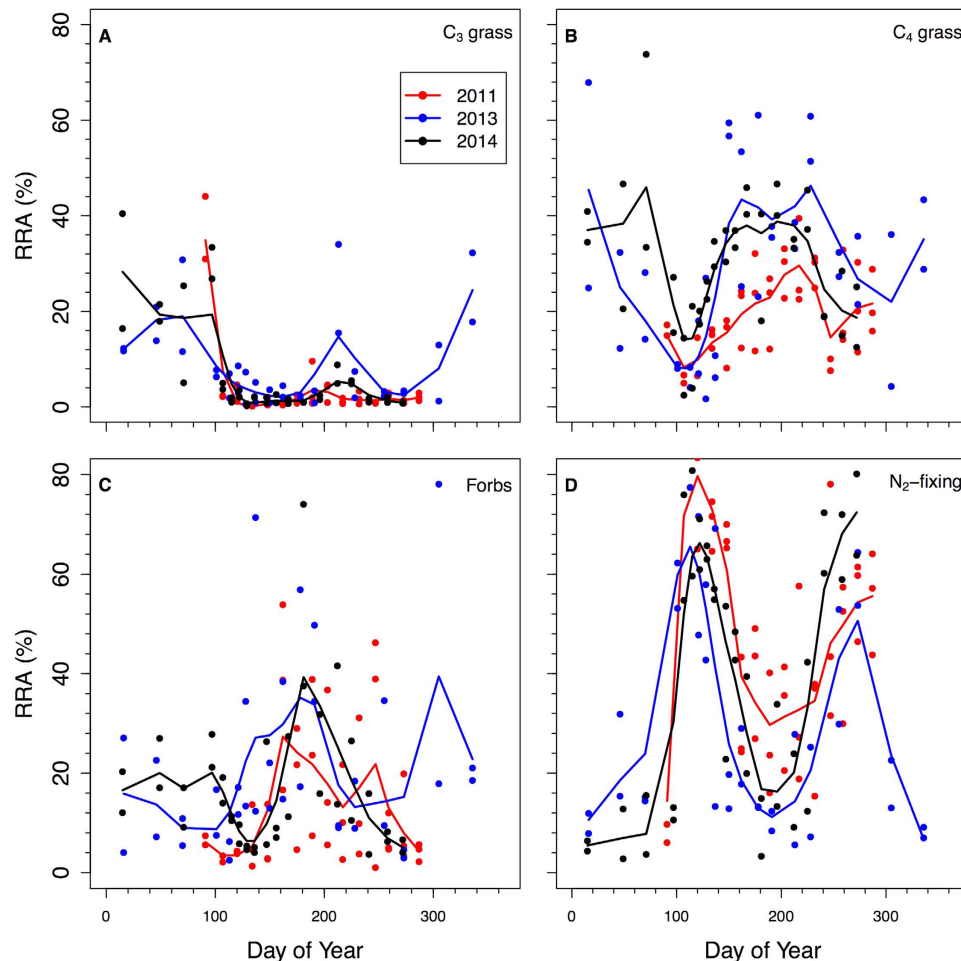 A
C3 grass
2011
2013
2014
B
C4 grass
80
60
40
20
0
RRA (%)
C
Forbs
D
N2−fixing
80
60
40
20
0
RRA (%)
0 100 200 300
0 100 200 300
Day of Year
Day of Year